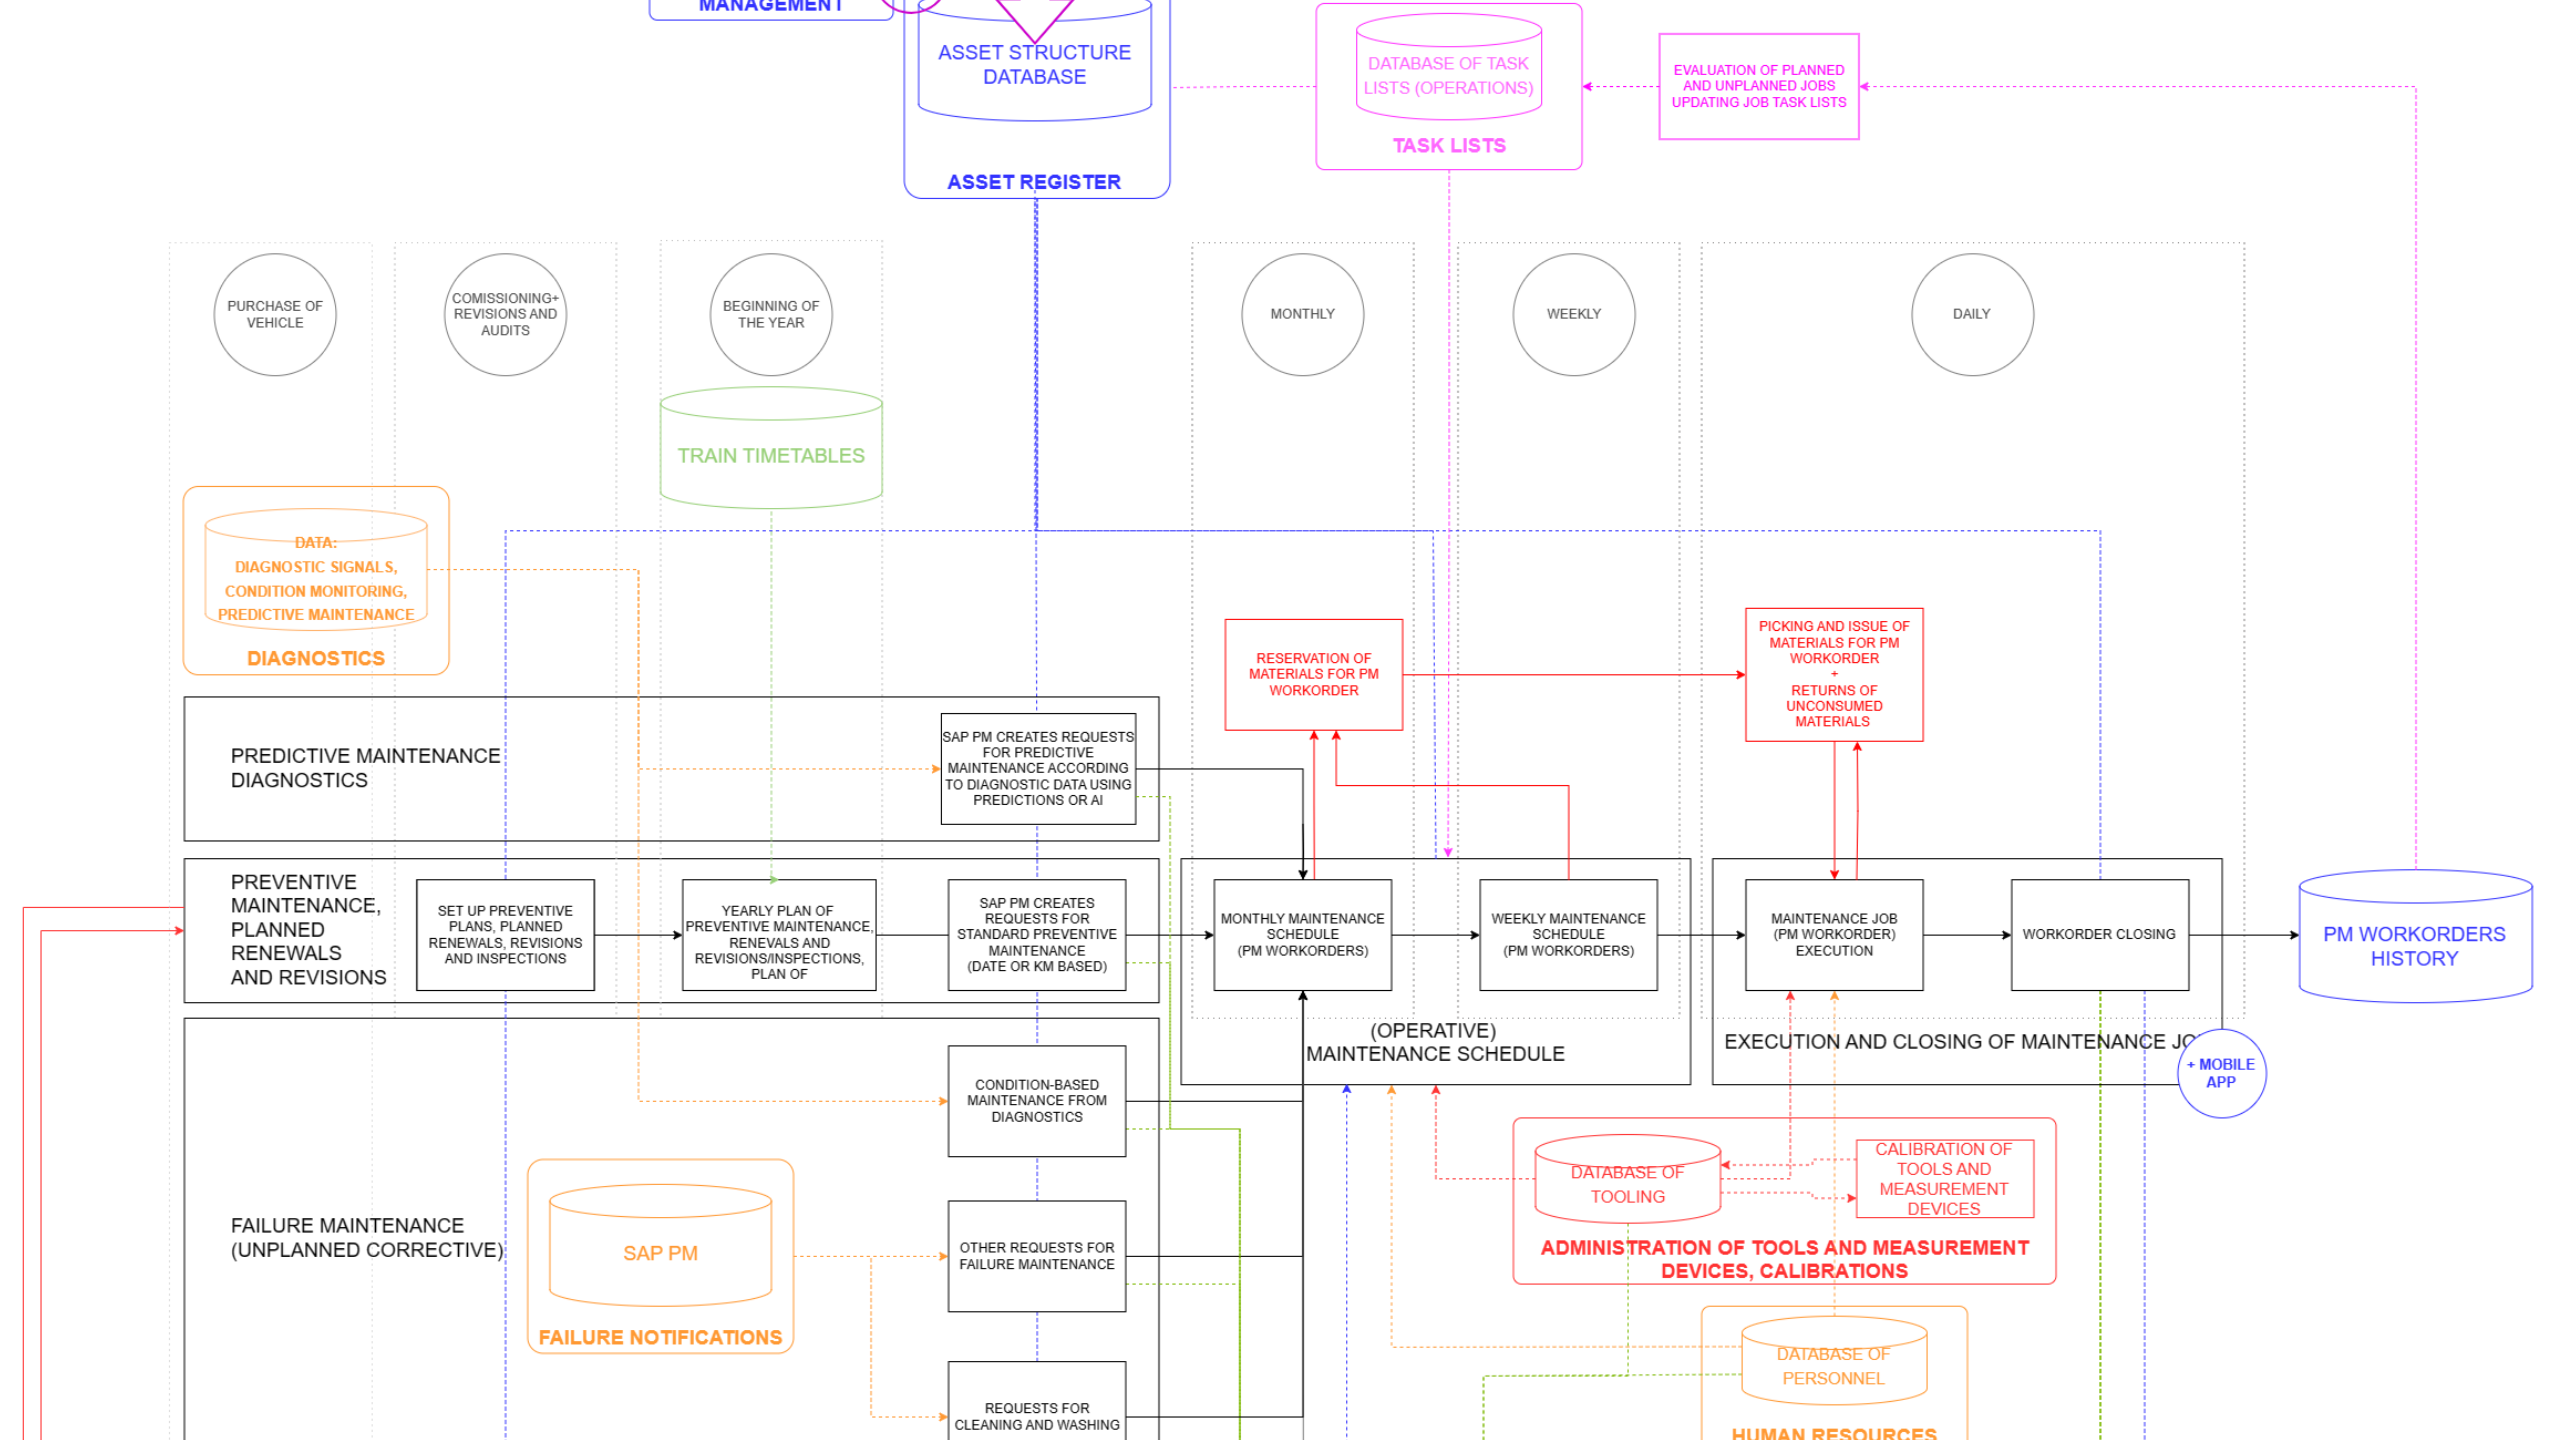 MANAGEMENT
ASSET STRUCTURE
DATABASE
ASSET REGISTER
DATABASE OF TASK
LISTS (OPERATIONS)
TASK LISTS
EVALUATION OF PLANNED
AND UNPLANNED JOBS
UPDATING JOB TASK LISTS
PURCHASE OF
VEHICLE
COMISSIONING+
REVISIONS AND
AUDITS
BEGINNING OF
THE YEAR
MONTHLY
WEEKLY
DAILY
TRAIN TIMETABLES
DATA:
DIAGNOSTIC SIGNALS,
CONDITION MONITORING,
PREDICTIVE MAINTENANCE
DIAGNOSTICS
RESERVATION OF
MATERIALS FOR PM
WORKORDER
PICKING AND ISSUE OF
MATERIALS FOR PM
WORKORDER
+
RETURNS OF
UNCONSUMED
MATERIALS
PREDICTIVE MAINTENANCE
DIAGNOSTICS
SAP PM CREATES REQUESTS
FOR PREDICTIVE
MAINTENANCE ACCORDING
TO DIAGNOSTIC DATA USING
PREDICTIONS OR AI
PREVENTIVE
MAINTENANCE,
PLANNED
RENEWALS
AND REVISIONS
SET UP PREVENTIVE
PLANS, PLANNED
RENEWALS, REVISIONS
AND INSPECTIONS
YEARLY PLAN OF
PREVENTIVE MAINTENANCE,
RENEVALS AND
REVISIONS/INSPECTIONS,
PLAN OF
SAP PM CREATES
REQUESTS FOR
STANDARD PREVENTIVE
MAINTENANCE
(DATE OR KM BASED)
MONTHLY MAINTENANCE
SCHEDULE
(PM WORKORDERS)
WEEKLY MAINTENANCE
SCHEDULE
(PM WORKORDERS)
MAINTENANCE JOB
(PM WORKORDER)
EXECUTION
WORKORDER CLOSING
PM WORKORDERS
HISTORY
(OPERATIVE)
MAINTENANCE SCHEDULE
EXECUTION AND CLOSING OF MAINTENANCE
+ MOBILE
APP
CONDITION-BASED
MAINTENANCE FROM
DIAGNOSTICS
DATABASE OF
TOOLING
CALIBRATION OF
TOOLS AND
MEASUREMENT
DEVICES
ADMINISTRATION OF TOOLS AND MEASUREMENT
DEVICES, CALIBRATIONS
FAILURE MAINTENANCE
(UNPLANNED CORRECTIVE)
SAP PM
FAILURE NOTIFICATIONS
OTHER REQUESTS FOR
FAILURE MAINTENANCE
DATABASE OF
PERSONNEL
HUMAN RESOURCES
REQUESTS FOR
CLEANING AND WASHING